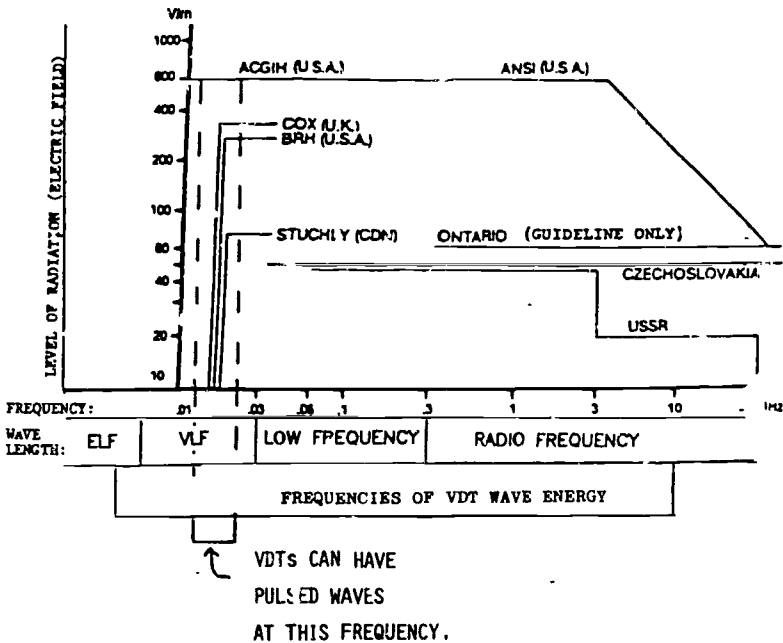 V/m
1000
600
400
200
100
60
40
20
10
LEVEL OF RADIATION (ELECTRIC FIELD)
ACGIH (U.S.A.) ANSI (U.S.A.)
COX (U.K.)
BRH (U.S.A.)
STUCHLY (CDN) ONTARIO (GUIDELINE ONLY)
CZECHOSLOVAKIA
USSR
FREQUENCY: .01 .03 .06 .1 .3 1 3 10
WAVE
LENGTH: ELF VLF LOW FPEQUENCY RADIO FREQUENCY
FREQUENCIES OF VDT WAVE ENERGY
VDTs CAN HAVE
PULSED WAVES
AT THIS FREQUENCY.